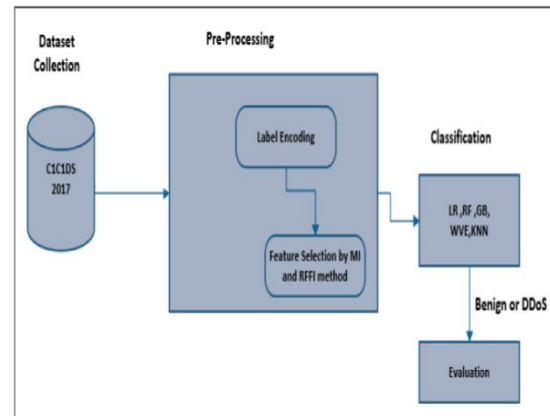 Dataset
Collection
Pre-Processing
C1C1DS
2017
Label Encoding
Feature Selection by MI
and RFFI method
Classification
LR ,RF ,GB,
WVE,KNN
Benign or DDoS
Evaluation